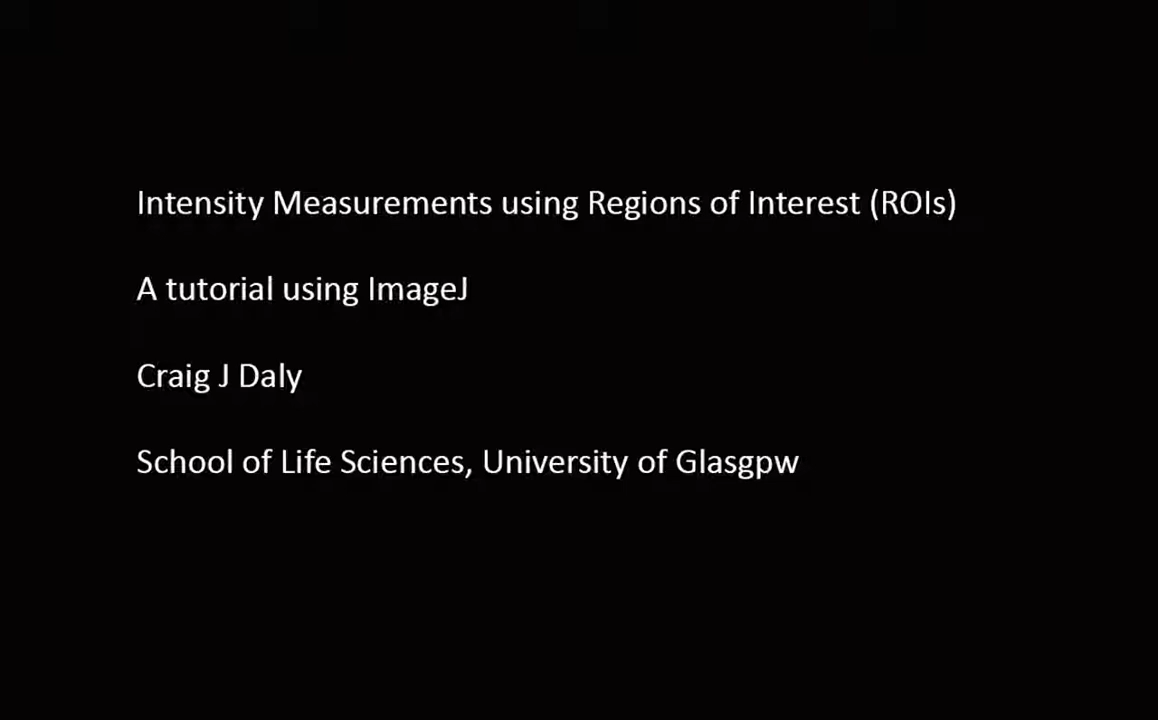 Intensity Measurements using Regions of Interest (ROIs)
A tutorial using ImageJ
Craig J Daly
School of Life Sciences, University of Glasgpw